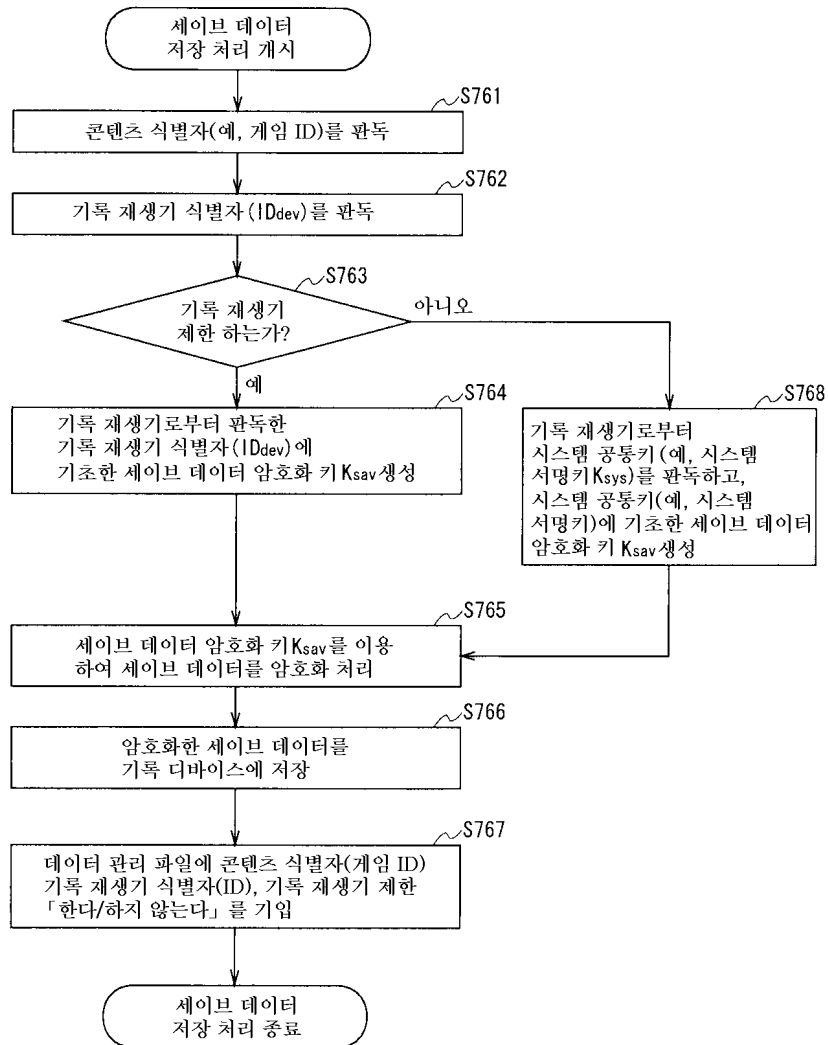 세이브 데이터
저장 처리 개시
S761
콘텐츠 식별자(예, 게임 ID)를 판독
S762
기록 재생기 식별자(IDdev)를 판독
S763
기록 재생기
제한 하는가?
아니오
예
S764
기록 재생기로부터 판독한
기록 재생기 식별자(IDdev)에
기초한 세이브 데이터 암호화 키 Ksav생성
S768
기록 재생기로부터
시스템 공통키(예, 시스템
서명키Ksys)를 판독하고,
시스템 공통키(예, 시스템
서명키)에 기초한 세이브 데이터
암호화 키 Ksav생성
S765
세이브 데이터 암호화 키Ksav를 이용
하여 세이브 데이터를 암호화 처리
S766
암호화한 세이브 데이터를
기록 디바이스에 저장
S767
데이터 관리 파일에 콘텐츠 식별자(게임 ID)
기록 재생기 식별자(ID), 기록 재생기 제한
「한다/하지 않는다」를 기입
세이브 데이터
저장 처리 종료